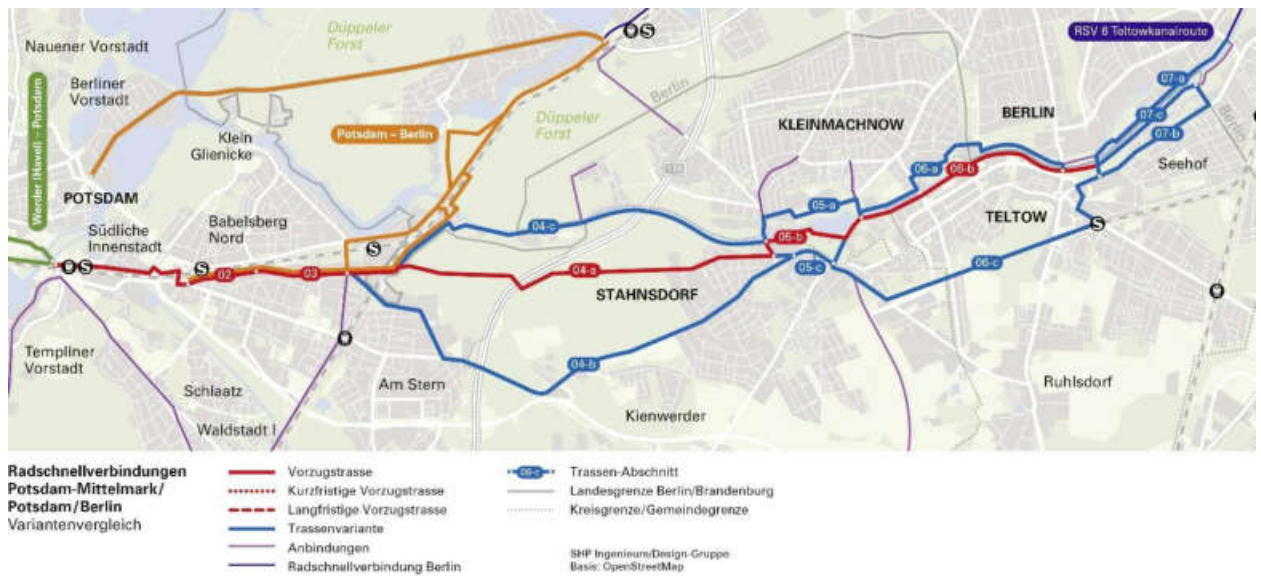 Nauener Vorstadt
Düppeler
Forst
RSV 6 Teltowkanalroute
Berliner
Vorstadt
Werder (Havel) – Potsdam
Klein
Glienicke
Potsdam – Berlin
Düppeler
Forst
Berlin
KLEINMACHNOW
BERLIN
07-a
07-c
07-b
Berlin
Seehof
POTSDAM
Südliche
Innenstadt
Babelsberg
Nord
04-c
05-a
06-a
06-b
TELTOW
S
S
S
S
S
02
03
04-a
05-b
05-c
06-c
STAHNSDORF
Templiner
Vorstadt
Schlaatz
Waldstadt I
Am Stern
04-b
Kienwerder
Ruhlsdorf
Radschnellverbindungen
Potsdam-Mittelmark/
Potsdam/Berlin
Variantenvergleich
Vorzugstrasse
Kurzfristige Vorzugstrasse
Langfristige Vorzugstrasse
Trassenvariante
Anbindungen
Radschnellverbindung Berlin
06-c Trassen-Abschnitt
Landesgrenze Berlin/Brandenburg
Kreisgrenze/Gemeindegrenze
SHP Ingenieure/Design-Gruppe
Basis: OpenStreetMap